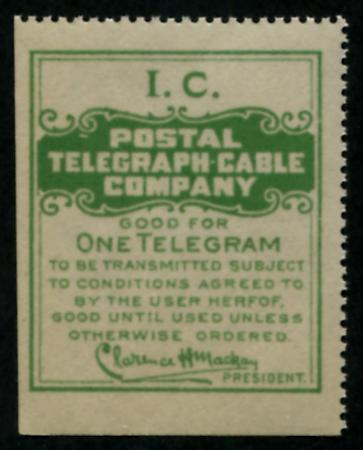 I. C.
POSTAL
TELEGRAPH-CABLE
COMPANY
GOOD FOR
ONE TELEGRAM
TO BE TRANSMITTED SUBJECT
TO CONDITIONS AGREED TO
BY THE USER HERFOF,
GOOD UNTIL USED UNLESS
OTHERWISE ORDERED.
Clarence H Mackay
PRESIDENT.